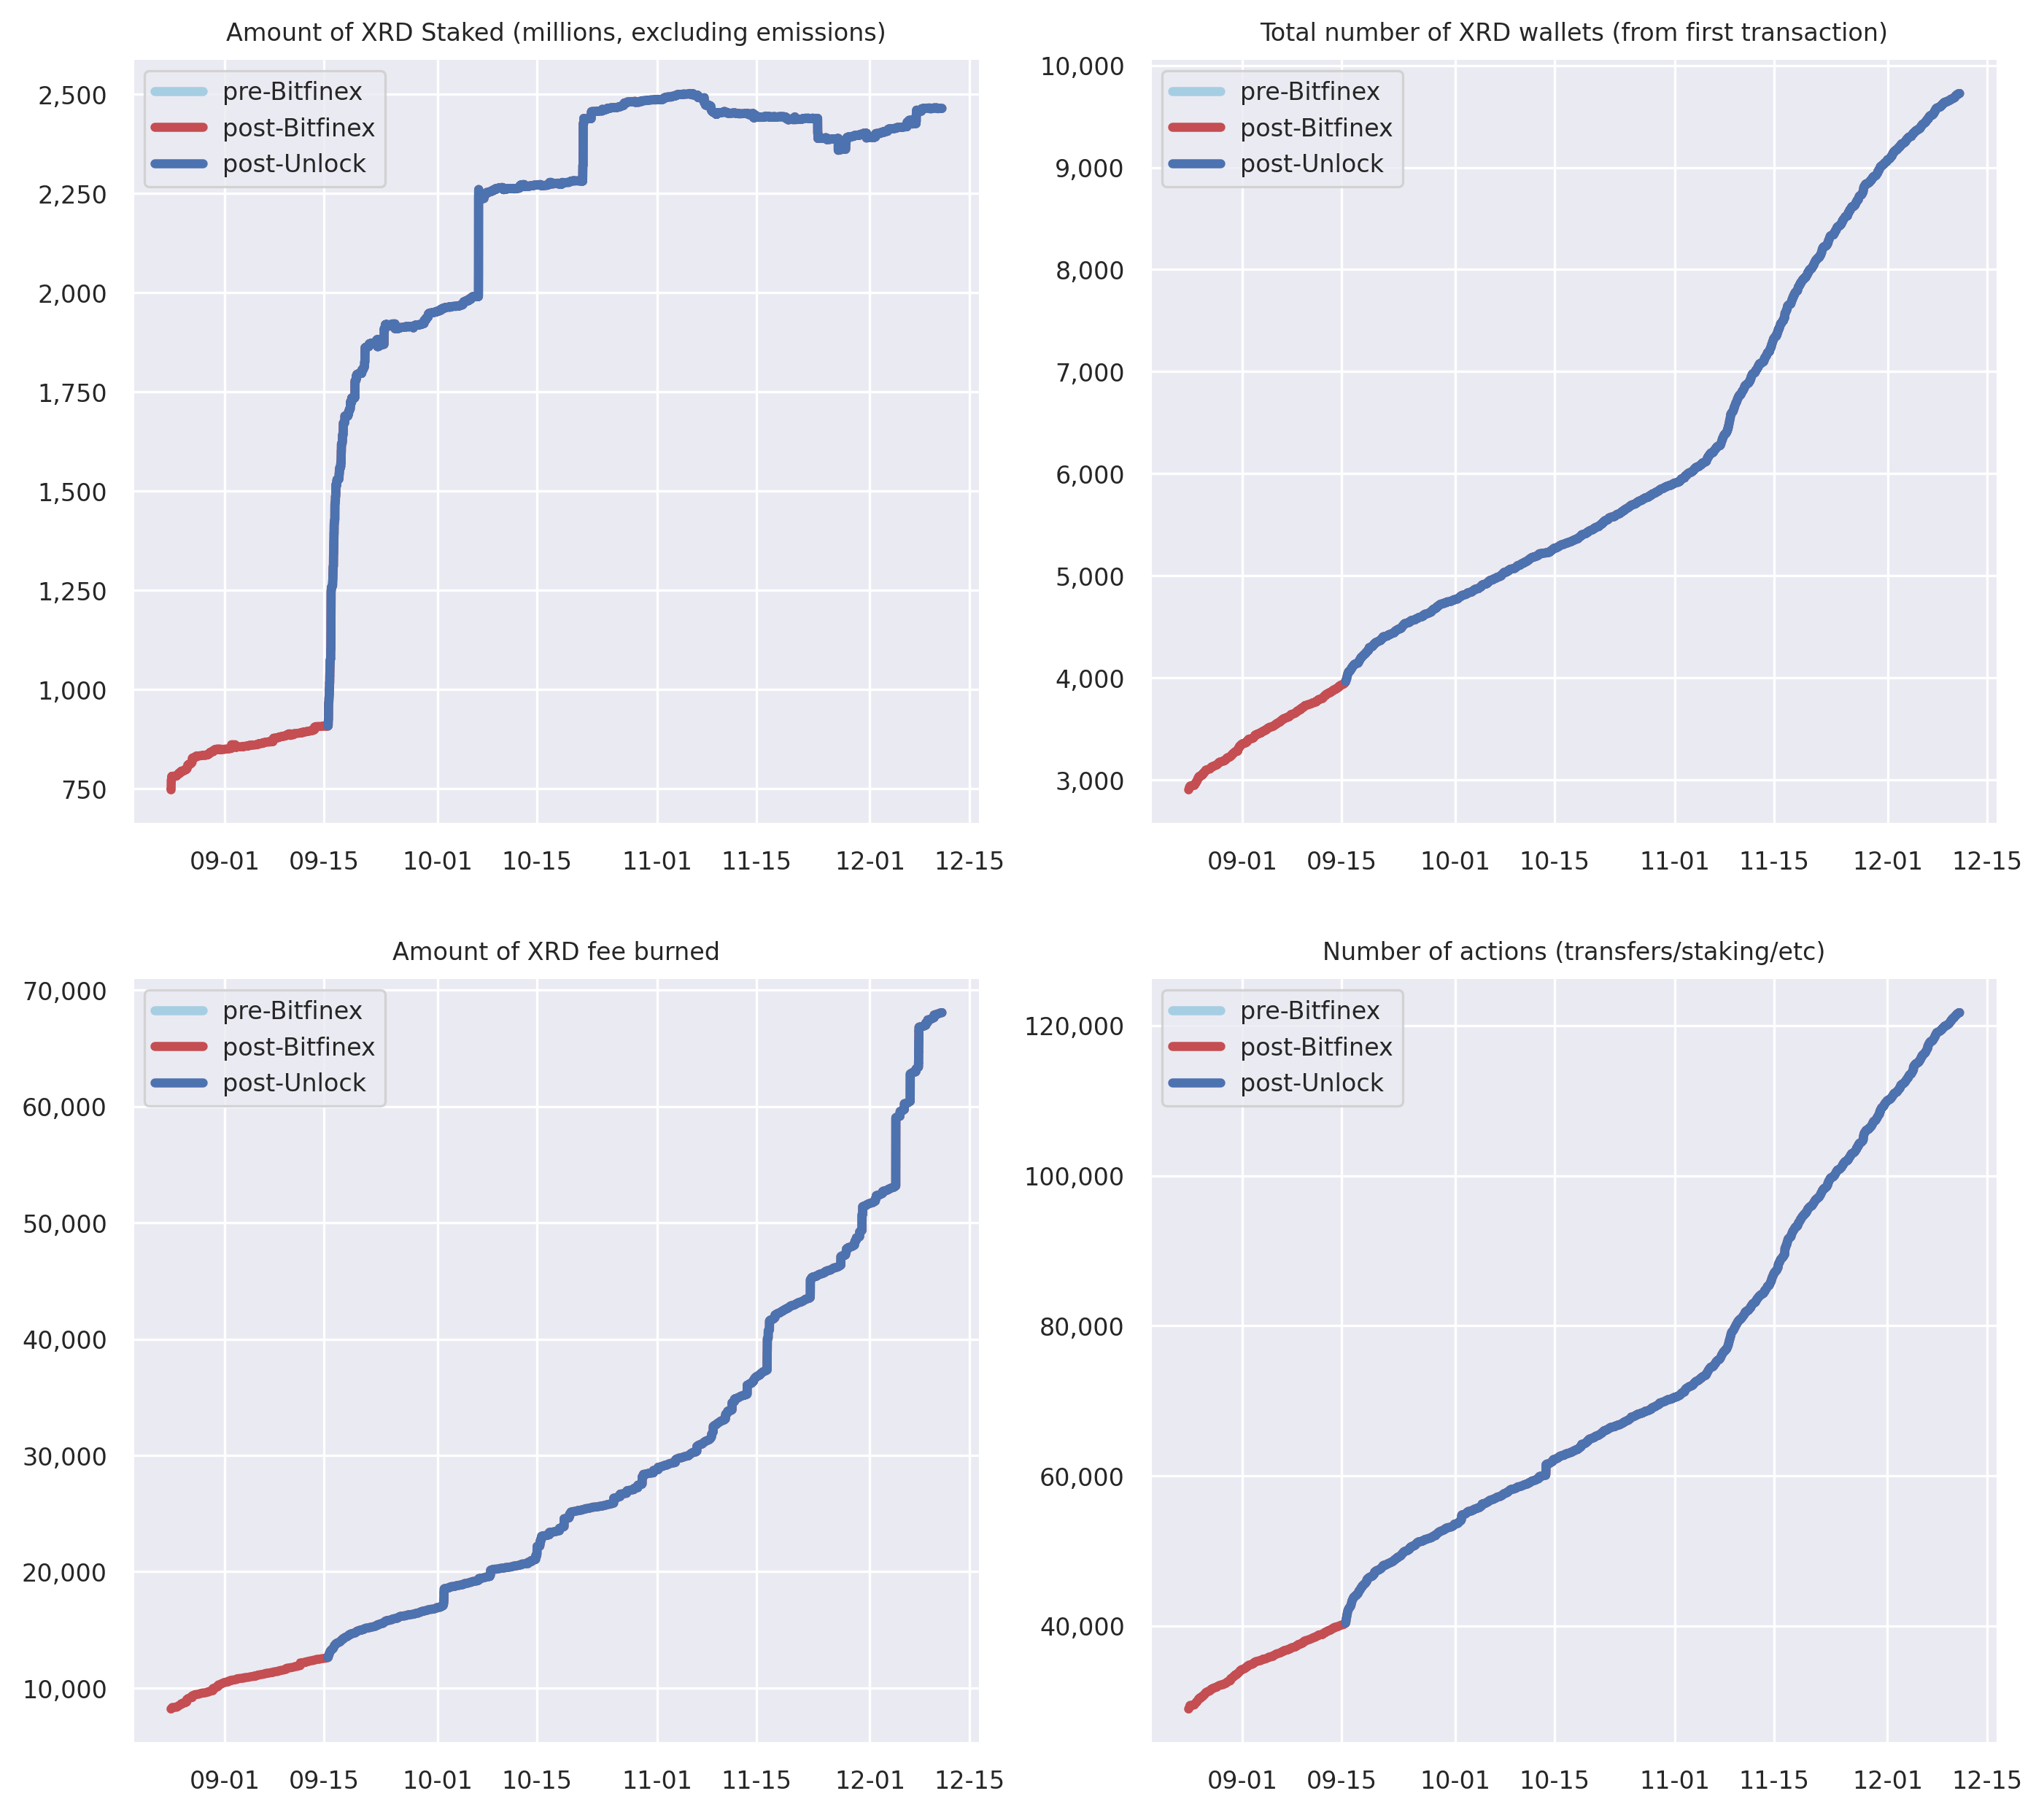 Amount of XRD Staked (millions, excluding emissions)
pre-Bitfinex
post-Bitfinex
post-Unlock
2,500
2,250
2,000
1,750
1,500
1,250
1,000
750
09-01 09-15 10-01 10-15 11-01 11-15 12-01 12-15
Total number of XRD wallets (from first transaction)
pre-Bitfinex
post-Bitfinex
post-Unlock
10,000
9,000
8,000
7,000
6,000
5,000
4,000
3,000
09-01 09-15 10-01 10-15 11-01 11-15 12-01 12-15
Amount of XRD fee burned
pre-Bitfinex
post-Bitfinex
post-Unlock
70,000
60,000
50,000
40,000
30,000
20,000
10,000
09-01 09-15 10-01 10-15 11-01 11-15 12-01 12-15
Number of actions (transfers/staking/etc)
pre-Bitfinex
post-Bitfinex
post-Unlock
120,000
100,000
80,000
60,000
40,000
09-01 09-15 10-01 10-15 11-01 11-15 12-01 12-15